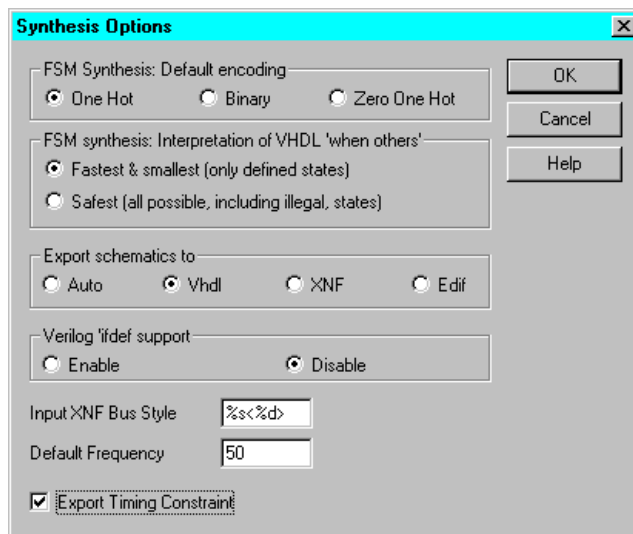 Synthesis Options
FSM Synthesis: Default encoding
One Hot Binary Zero One Hot
OK
Cancel
Help
FSM synthesis: Interpretation of VHDL 'when others'
Fastest & smallest (only defined states)
Safest (all possible, including illegal, states)
Export schematics to
Auto Vhdl XNF Edif
Verilog 'ifdef support
Enable Disable
Input XNF Bus Style %s<%d>
Default Frequency 50
Export Timing Constraint